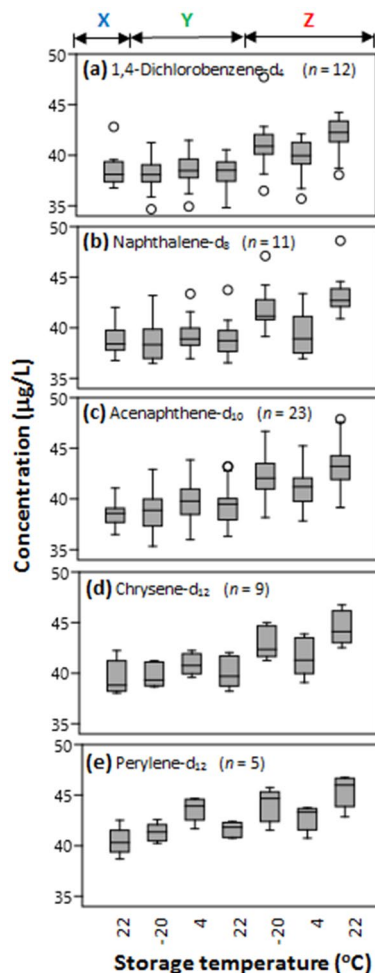 X Y Z
50
(a) 1,4-Dichlorobenzene-d₄ (n = 12)
45
40
35
(b) Naphthalene-d₈ (n = 11)
45
40
35
(c) Acenaphthene-d₁₀ (n = 23)
45
40
35
50
(d) Chrysene-d₁₂ (n = 9)
45
40
35
50
(e) Perylene-d₁₂ (n = 5)
45
40
35
Concentration (µg/L)
22 -20 4 22 -20 4 22
Storage temperature (°C)